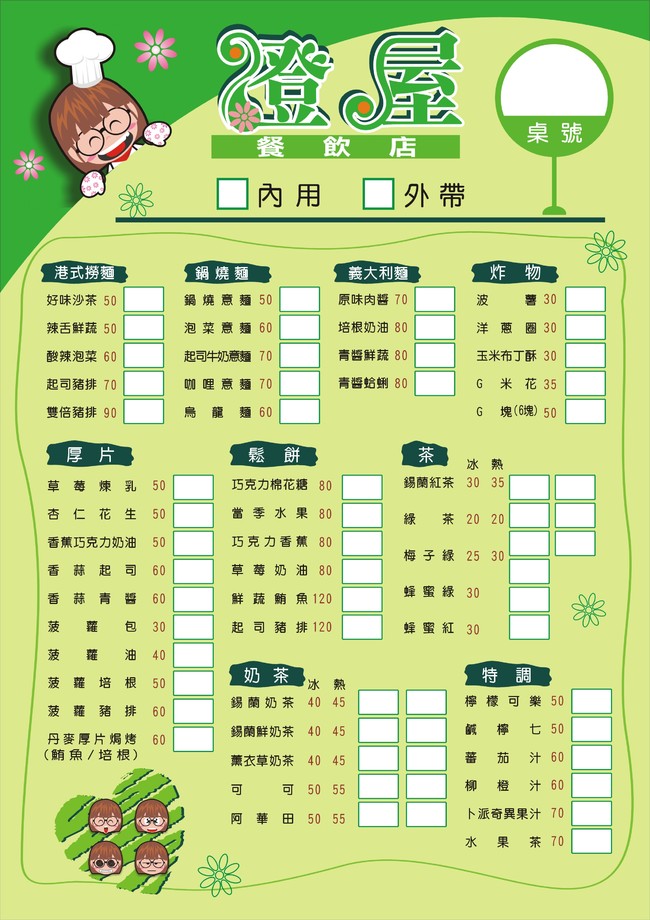 澄屋
餐飲店
桌號
內用 外帶
港式撈麵
好味沙茶 50
辣舌鮮蔬 50
酸辣泡菜 60
起司豬排 70
雙倍豬排 90
鍋燒麵
鍋燒意麵 50
泡菜意麵 60
起司牛奶意麵 70
咖哩意麵 70
烏龍麵 60
義大利麵
原味肉醬 70
培根奶油 80
青醬鮮蔬 80
青醬蛤蜊 80
炸物
波薯 30
洋蔥圈 30
玉米布丁酥 30
G米花 35
G塊(6塊) 50
厚片
草莓煉乳 50
杏仁花生 50
香蕉巧克力奶油 50
香蒜起司 60
香蒜青醬 60
菠蘿包 30
菠蘿油 40
菠蘿培根 50
菠蘿豬排 60
丹麥厚片焗烤 60
(鮪魚/培根)
鬆餅
巧克力棉花糖 80
當季水果 80
巧克力香蕉 80
草莓奶油 80
鮮蔬鮪魚 120
起司豬排 120
茶
冰 熱
錫蘭紅茶 30 35
綠茶 20 20
梅子綠 25 30
蜂蜜綠 30
蜂蜜紅 30
奶茶
冰 熱
錫蘭奶茶 40 45
錫蘭鮮奶茶 40 45
薰衣草奶茶 40 45
可可 50 55
阿華田 50 55
特調
檸檬可樂 50
鹹檸七 50
蕃茄汁 60
柳橙汁 60
卜派奇異果汁 70
水果茶 70